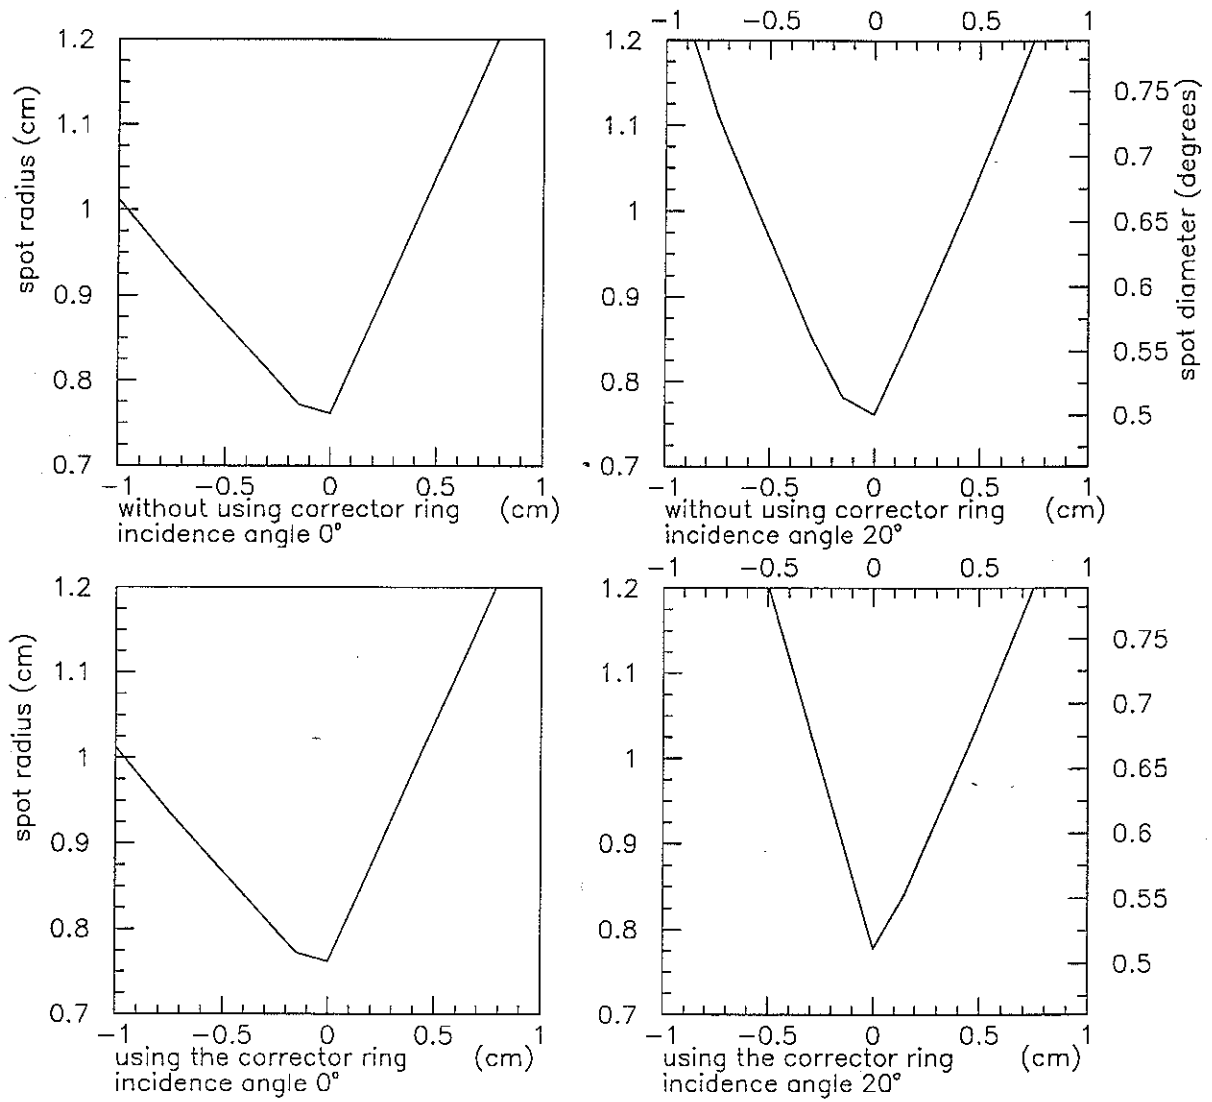 −1 −0.5 0 0.5 1
1.2 1.2
0.75
1.1 1.1
0.7
spot radius (cm)
spot diameter (degrees)
1 1 0.65
0.9 0.9 0.6
0.55
0.8 0.8
0.5
0.7 0.7
−1 −0.5 0 0.5 1 −1 −0.5 0 0.5 1
without using corrector ring (cm) without using corrector ring (cm)
incidence angle 0° incidence angle 20°
−1 −0.5 0 0.5 1
1.2 1.2
0.75
1.1 1.1
0.7
spot radius (cm)
1 1 0.65
0.9 0.9 0.6
0.55
0.8 0.8
0.5
0.7 0.7
−1 −0.5 0 0.5 1 −1 −0.5 0 0.5 1
using the corrector ring (cm) using the corrector ring (cm)
incidence angle 0° incidence angle 20°